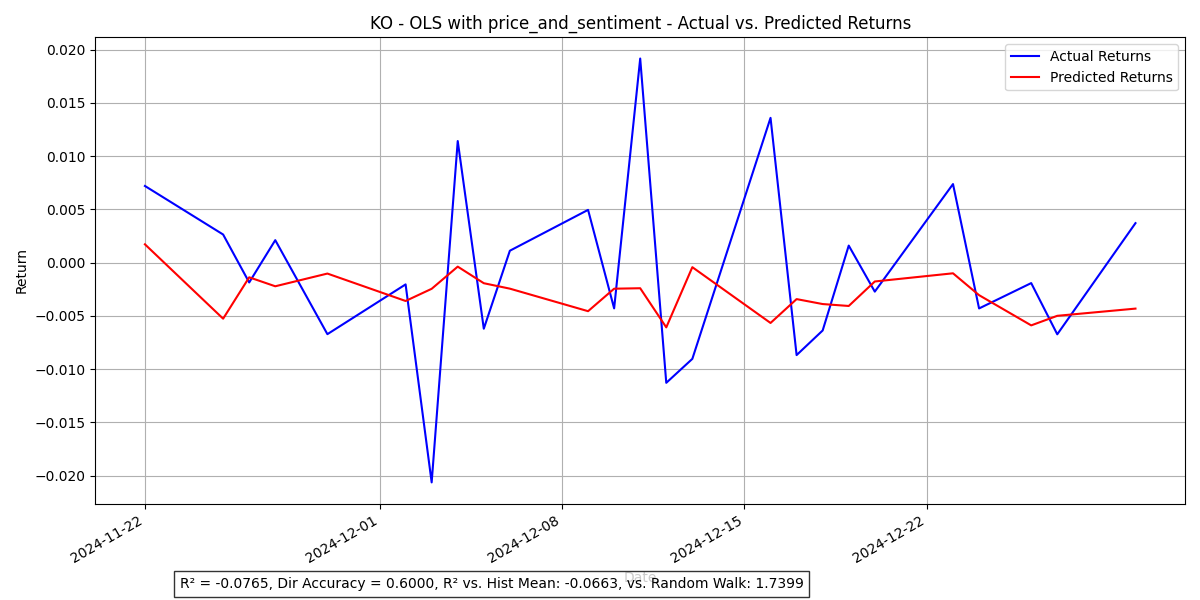 KO - OLS with price_and_sentiment - Actual vs. Predicted Returns
Actual Returns
Predicted Returns
Return
0.020
0.015
0.010
0.005
0.000
−0.005
−0.010
−0.015
−0.020
2024-11-22
2024-12-01
2024-12-08
2024-12-15
2024-12-22
Date
R² = -0.0765, Dir Accuracy = 0.6000, R² vs. Hist Mean: -0.0663, vs. Random Walk: 1.7399